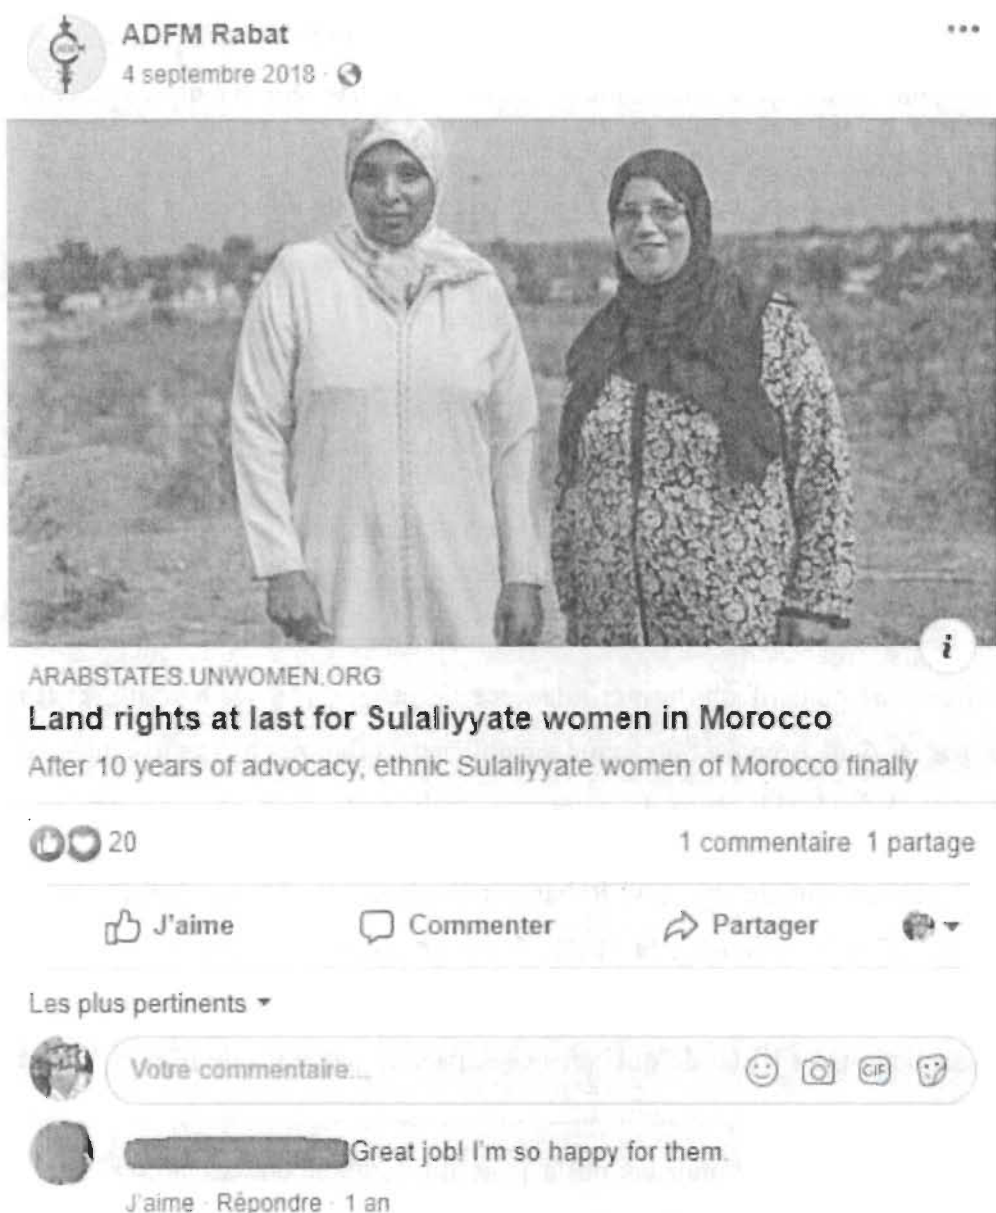 ADFM Rabat
4 septembre 2018
ARABSTATES.UNWOMEN.ORG
Land rights at last for Sulaliyyate women in Morocco
After 10 years of advocacy, ethnic Sulaliyyate women of Morocco finally
20
1 commentaire 1 partage
J'aime Commenter Partager
Les plus pertinents
Votre commentaire...
GIF
Great job! I'm so happy for them.
J'aime · Répondre · 1 an